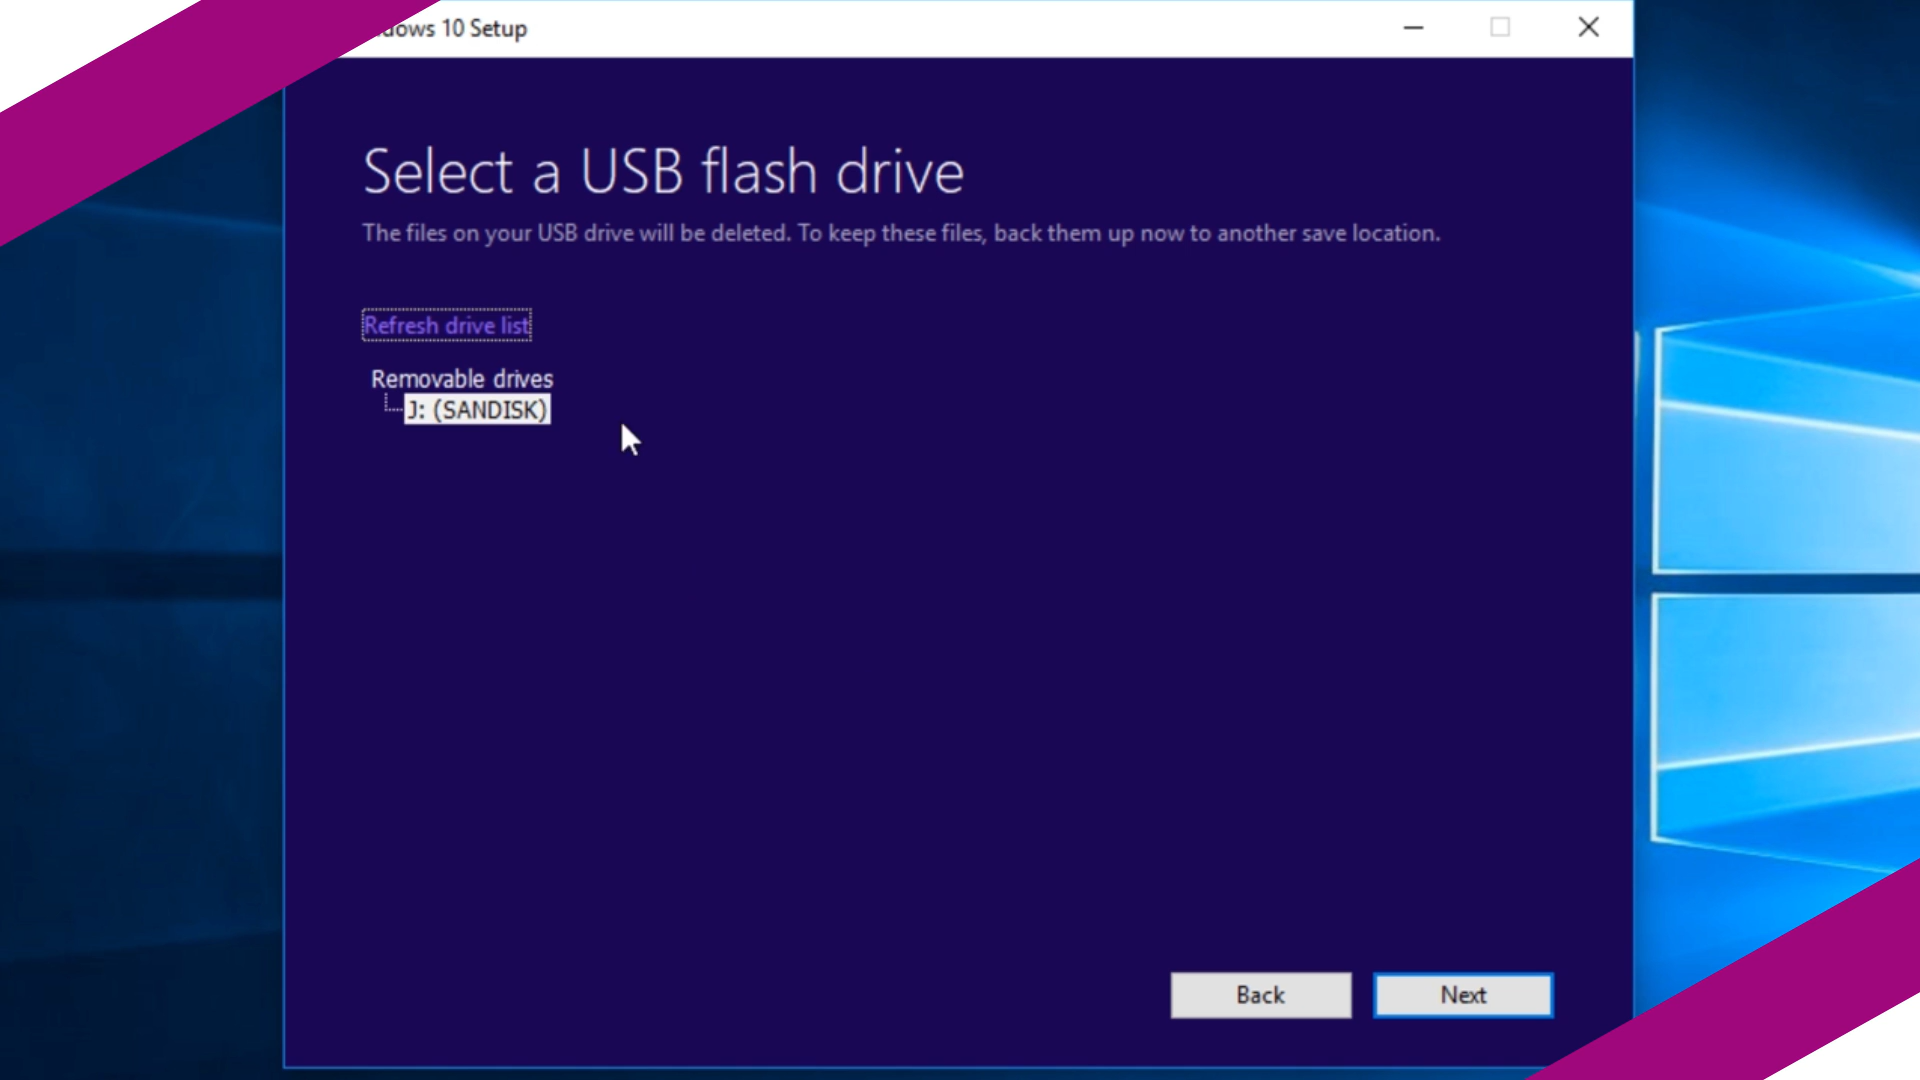 dows 10 Setup
Select a USB flash drive
The files on your USB drive will be deleted. To keep these files, back them up now to another save location.
Refresh drive list
Removable drives
J: (SANDISK)
Back
Next